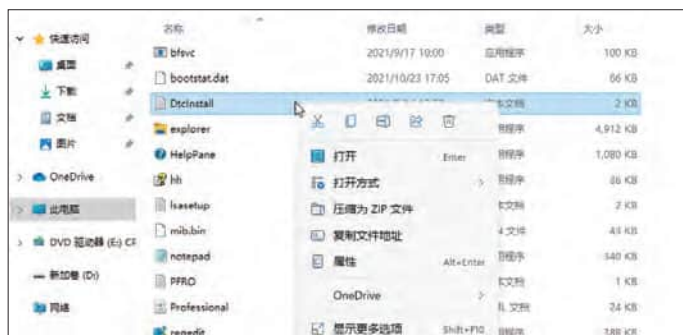 名称 修改日期 类型 大小
快速访问
bfsvc 2021/9/17 10:00 应用程序 100 KB
桌面
bootstat.dat 2021/10/23 17:05 DAT 文件 66 KB
下载
DtcInstall 2 KB
文档
explorer 4,912 KB
图片
HelpPane 打开 Enter 1,080 KB
OneDrive
hh 打开方式 86 KB
此电脑
lsasetup 压缩为 ZIP 文件 2 KB
mib.bin 复制文件地址 43 KB
DVD 驱动器 (E:) CF
notepad 属性 Alt+Enter 340 KB
新加卷 (D:)
PFRO 1 KB
OneDrive
网络
Professional 24 KB
regedit 显示更多选项 Shift+F10